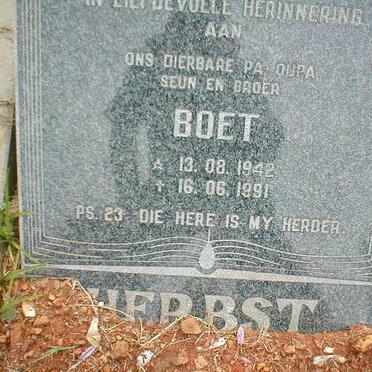 IN LIEFDEVOLLE HERINNERING
AAN
ONS DIERBARE PA, OUPA,
SEUN EN BROER
BOET
☆ 13. 08. 1942
✝ 16. 06. 1991
PS. 23 DIE HERE IS MY HERDER.
HERBST